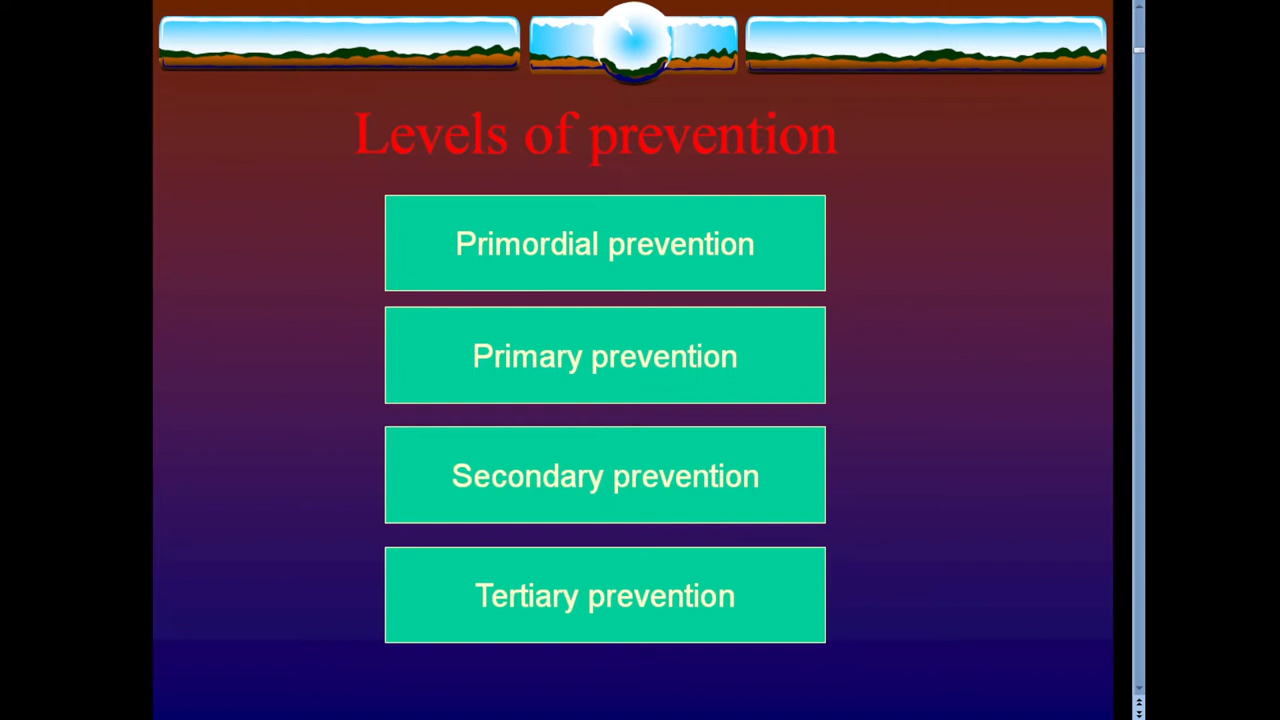 Levels of prevention
Primordial prevention
Primary prevention
Secondary prevention
Tertiary prevention